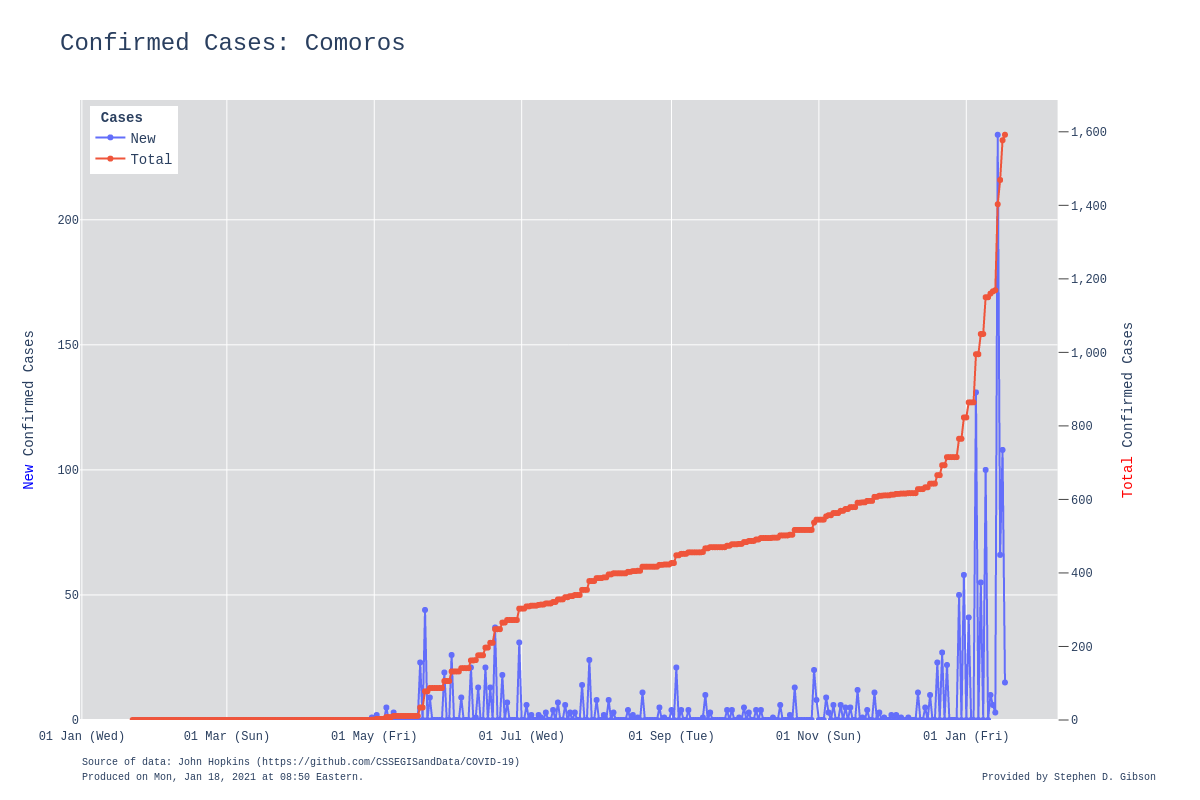 Confirmed Cases: Comoros
Cases
New
Total
200
150
100
50
0
1,600
1,400
1,200
1,000
800
600
400
200
0
New Confirmed Cases
Total Confirmed Cases
01 Jan (Wed)
01 Mar (Sun)
01 May (Fri)
01 Jul (Wed)
01 Sep (Tue)
01 Nov (Sun)
01 Jan (Fri)
Source of data: John Hopkins (https://github.com/CSSEGISandData/COVID-19)
Produced on Mon, Jan 18, 2021 at 08:50 Eastern.
Provided by Stephen D. Gibson